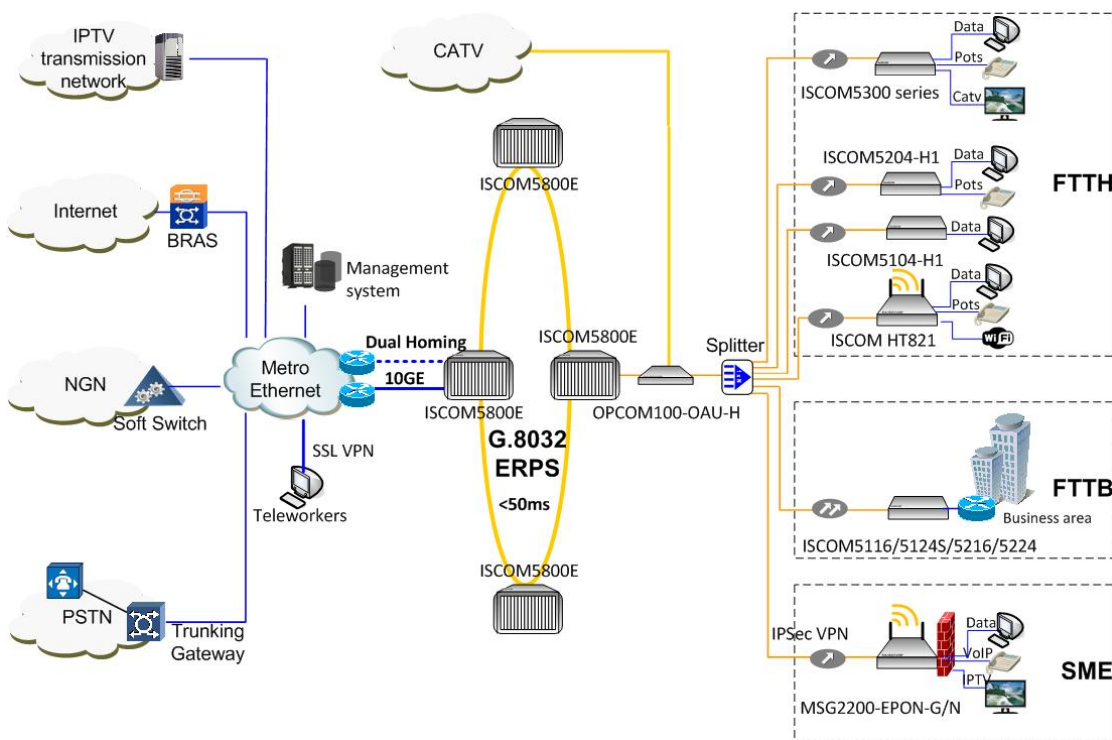 IPTV
transmission
network
CATV
Internet
BRAS
Management
system
NGN
Soft Switch
Metro
Ethernet
SSL VPN
Teleworkers
PSTN
Trunking
Gateway
Dual Homing
10GE
ISCOM5800E
ISCOM5800E
ISCOM5800E
G.8032
ERPS
<50ms
ISCOM5800E
OPCOM100-OAU-H
Splitter
Data
Pots
Catv
ISCOM5300 series
ISCOM5204-H1
Data
Pots
FTTH
Data
ISCOM5104-H1
Data
Pots
Wi Fi
ISCOM HT821
FTTB
Business area
ISCOM5116/5124S/5216/5224
IPSec VPN
Data
VoIP
IPTV
SME
MSG2200-EPON-G/N